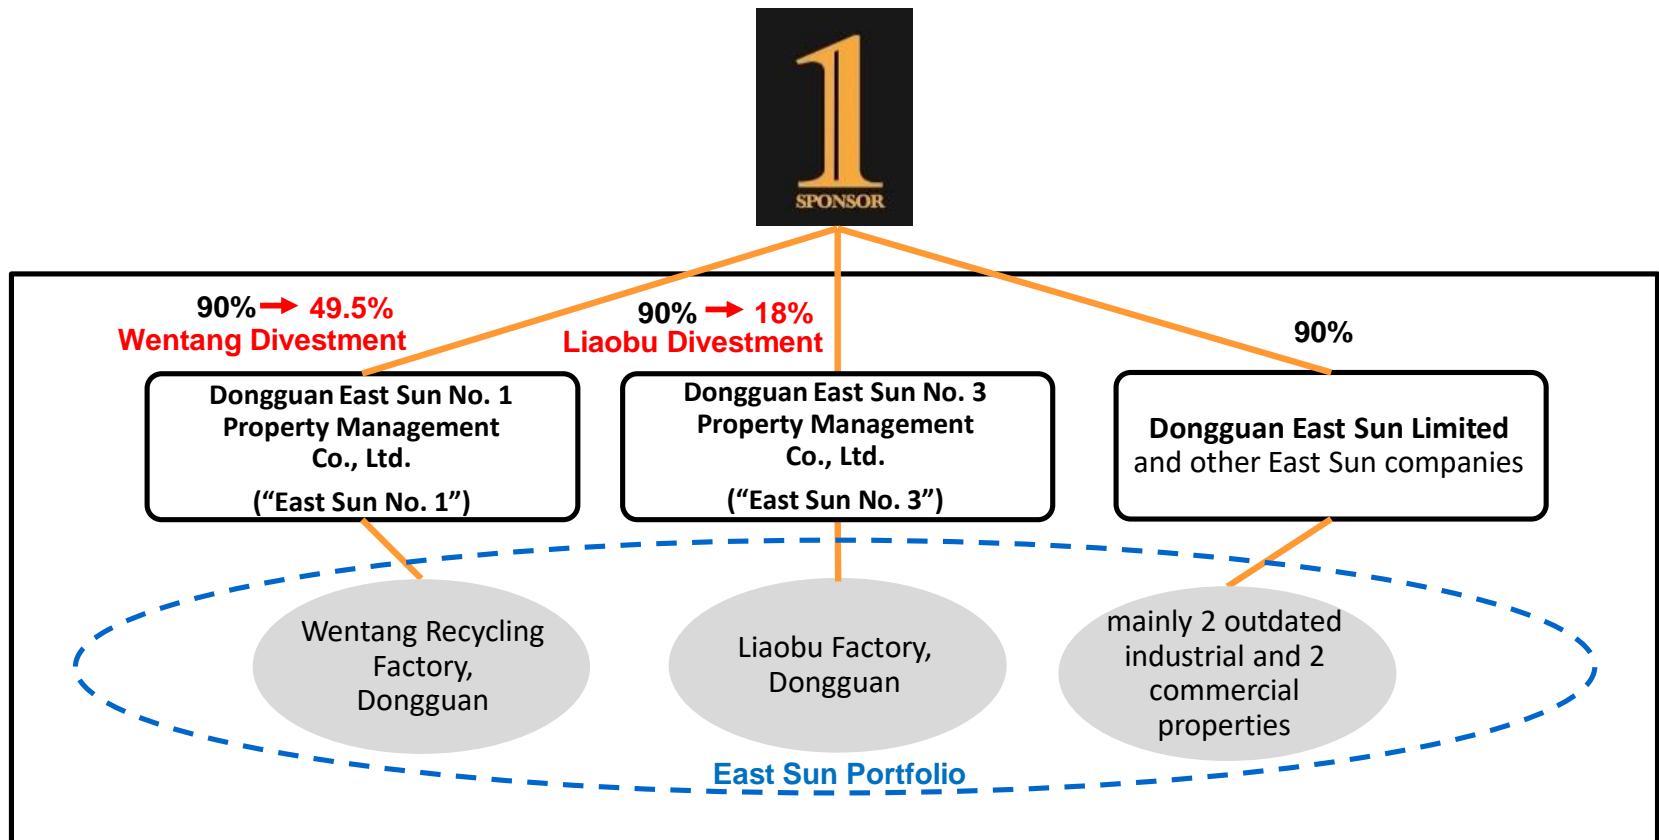 1
SPONSOR
90% → 49.5%
Wentang Divestment
90% → 18%
Liaobu Divestment
90%
Dongguan East Sun No. 1
Property Management
Co., Ltd.
(“East Sun No. 1”)
Dongguan East Sun No. 3
Property Management
Co., Ltd.
(“East Sun No. 3”)
Dongguan East Sun Limited
and other East Sun companies
Wentang Recycling
Factory,
Dongguan
Liaobu Factory,
Dongguan
mainly 2 outdated
industrial and 2
commercial
properties
East Sun Portfolio